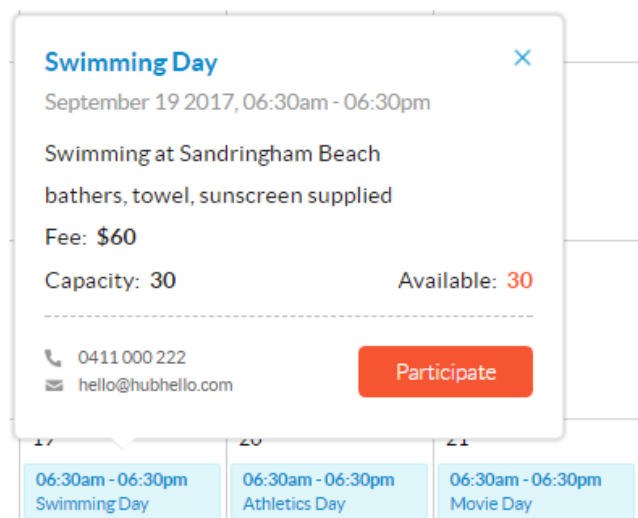 Swimming Day
September 19 2017, 06:30am - 06:30pm
Swimming at Sandringham Beach
bathers, towel, sunscreen supplied
Fee: $60
Capacity: 30 Available: 30
0411 000 222
hello@hubhello.com
Participate
19 20 21
06:30am - 06:30pm 06:30am - 06:30pm 06:30am - 06:30pm
Swimming Day Athletics Day Movie Day